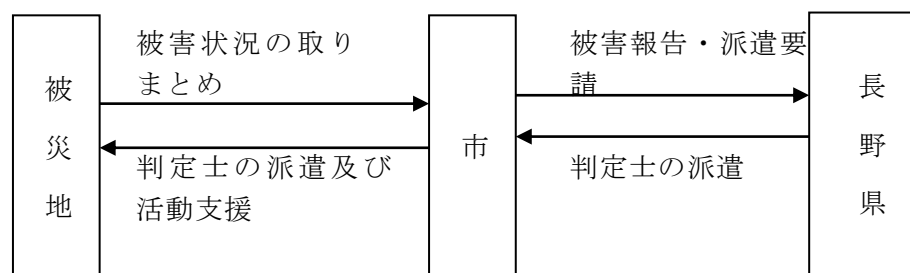 被災地
被害状況の取り
まとめ
判定士の派遣及び
活動支援
市
被害報告・派遣要
請
判定士の派遣
長野県